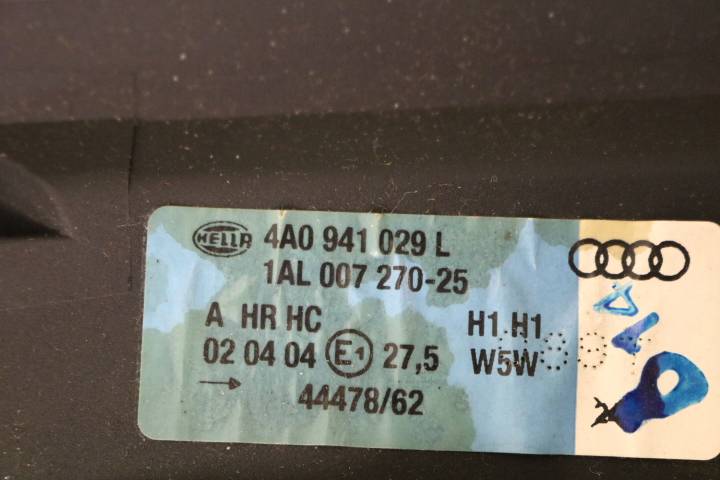 HELLA 4A0 941 029 L
1AL 007 270-25
A HR HC H1.H1
02 04 04 E1 27,5 W5W
44478/62